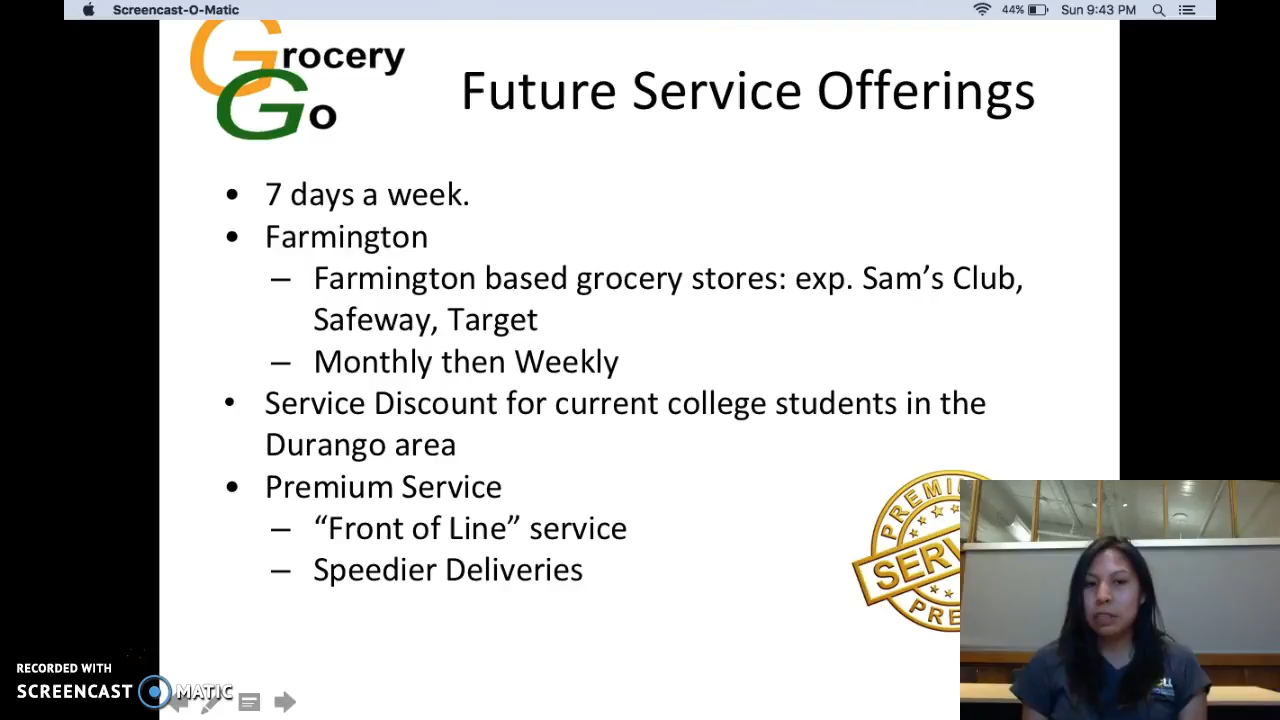 Screencast-O-Matic
44%
Sun 9:43 PM
Grocery
Go
Future Service Offerings
• 7 days a week.
• Farmington
– Farmington based grocery stores: exp. Sam’s Club,
Safeway, Target
– Monthly then Weekly
• Service Discount for current college students in the
Durango area
• Premium Service
– “Front of Line” service
– Speedier Deliveries
RECORDED WITH
SCREENCAST MATIC